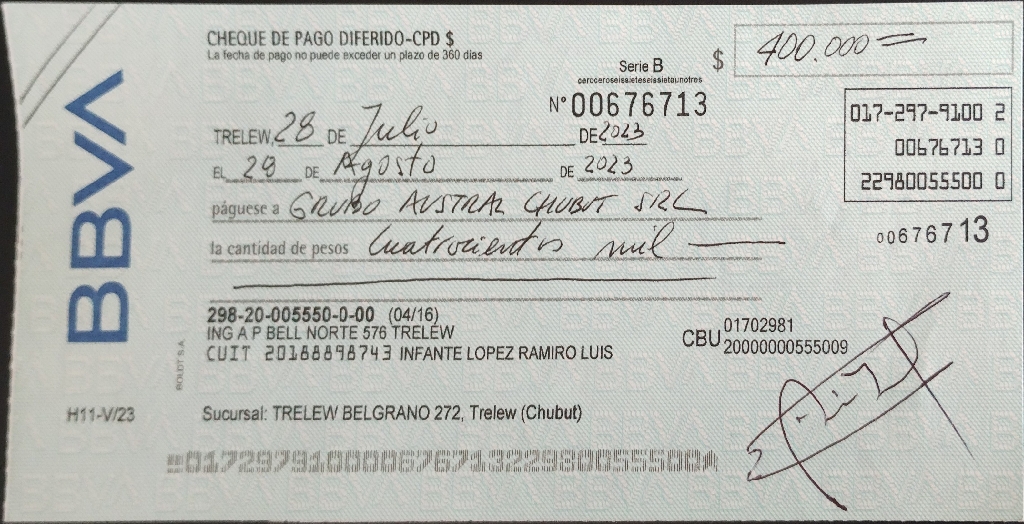 BBVA
CHEQUE DE PAGO DIFERIDO-CPD $
La fecha de pago no puede exceder un plazo de 360 días
$ 400.000=
Serie B
ceroceroseissieteseissieteunotres
N° 00676713
017-297-9100 2
00676713 0
22980055500 0
00676713
TRELEW, 28 DE Julio DE 2023
EL 28 DE Agosto DE 2023
páguese a GRUPO AUSTRAL CHUBUT SRL
la cantidad de pesos Cuatrocientos mil
298-20-005550-0-00 (04/16)
ING A P BELL NORTE 576 TRELEW
CUIT 20188898743 INFANTE LOPEZ RAMIRO LUIS
CBU 01702981
20000000555009
BOLDT S.A.
H11-V/23
Sucursal: TRELEW BELGRANO 272, Trelew (Chubut)